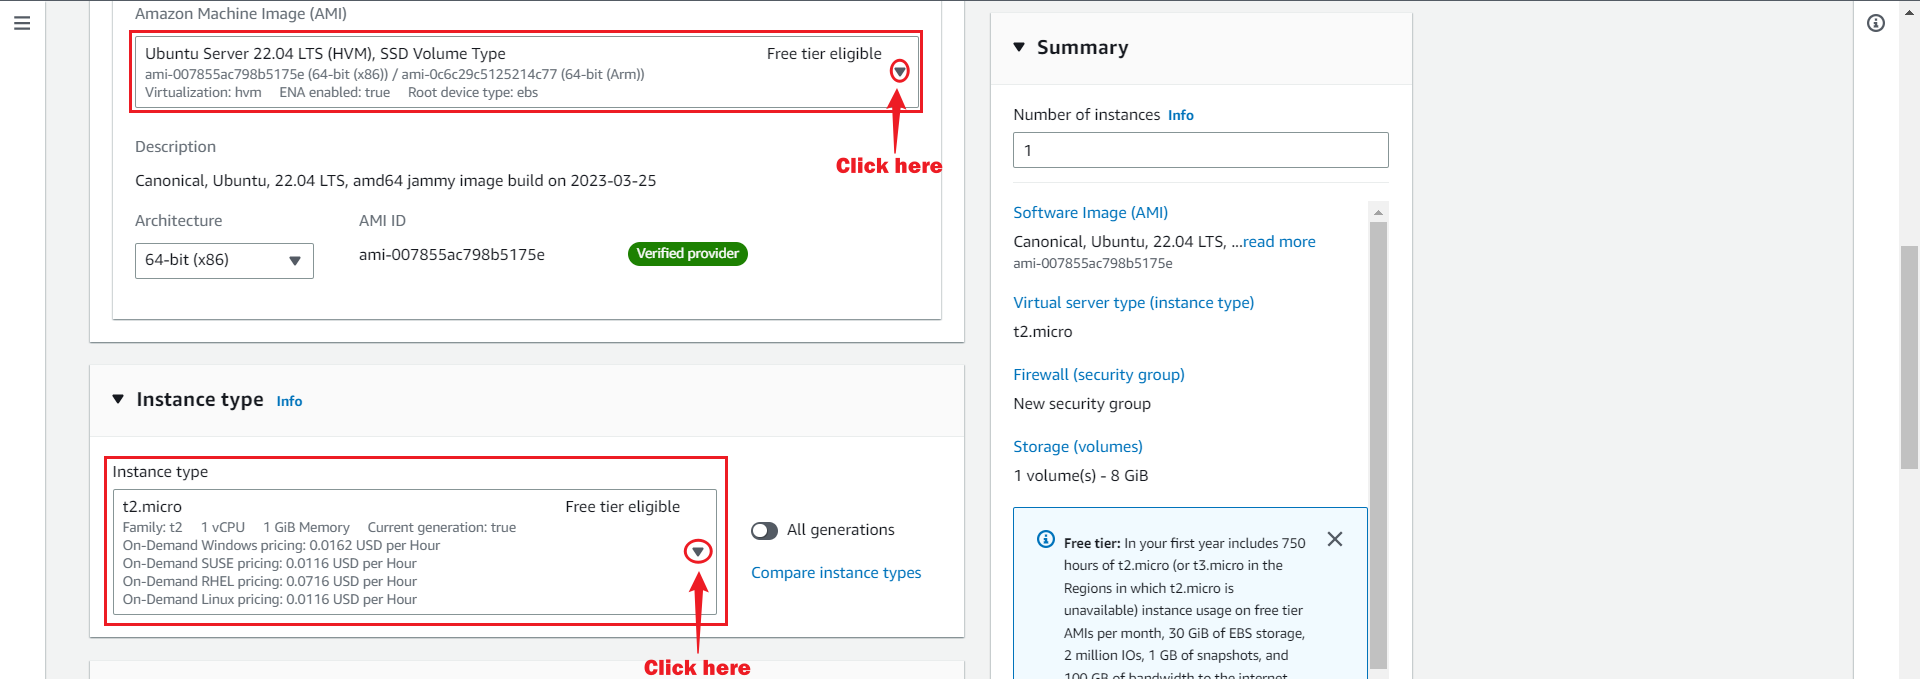 Amazon Machine Image (AMI)
Ubuntu Server 22.04 LTS (HVM), SSD Volume Type
Free tier eligible
ami-007855ac798b5175e (64-bit (x86)) / ami-0c6c29c5125214c77 (64-bit (Arm))
Virtualization: hvm ENA enabled: true Root device type: ebs
Click here
Description
Canonical, Ubuntu, 22.04 LTS, amd64 jammy image build on 2023-03-25
Architecture
AMI ID
64-bit (x86)
ami-007855ac798b5175e
Verified provider
Instance type Info
Instance type
t2.micro
Free tier eligible
Family: t2 1 vCPU 1 GiB Memory Current generation: true
On-Demand Windows pricing: 0.0162 USD per Hour
On-Demand SUSE pricing: 0.0116 USD per Hour
On-Demand RHEL pricing: 0.0716 USD per Hour
On-Demand Linux pricing: 0.0116 USD per Hour
All generations
Compare instance types
Click here
Summary
Number of instances Info
1
Software Image (AMI)
Canonical, Ubuntu, 22.04 LTS, ...read more
ami-007855ac798b5175e
Virtual server type (instance type)
t2.micro
Firewall (security group)
New security group
Storage (volumes)
1 volume(s) - 8 GiB
Free tier: In your first year includes 750
hours of t2.micro (or t3.micro in the
Regions in which t2.micro is
unavailable) instance usage on free tier
AMIs per month, 30 GiB of EBS storage,
2 million IOs, 1 GB of snapshots, and
100 GB of bandwidth to the internet